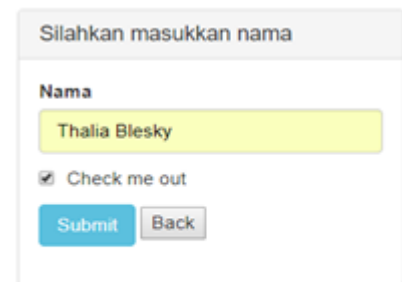 Silahkan masukkan nama
Nama
Thalia Blesky
Check me out
Submit Back